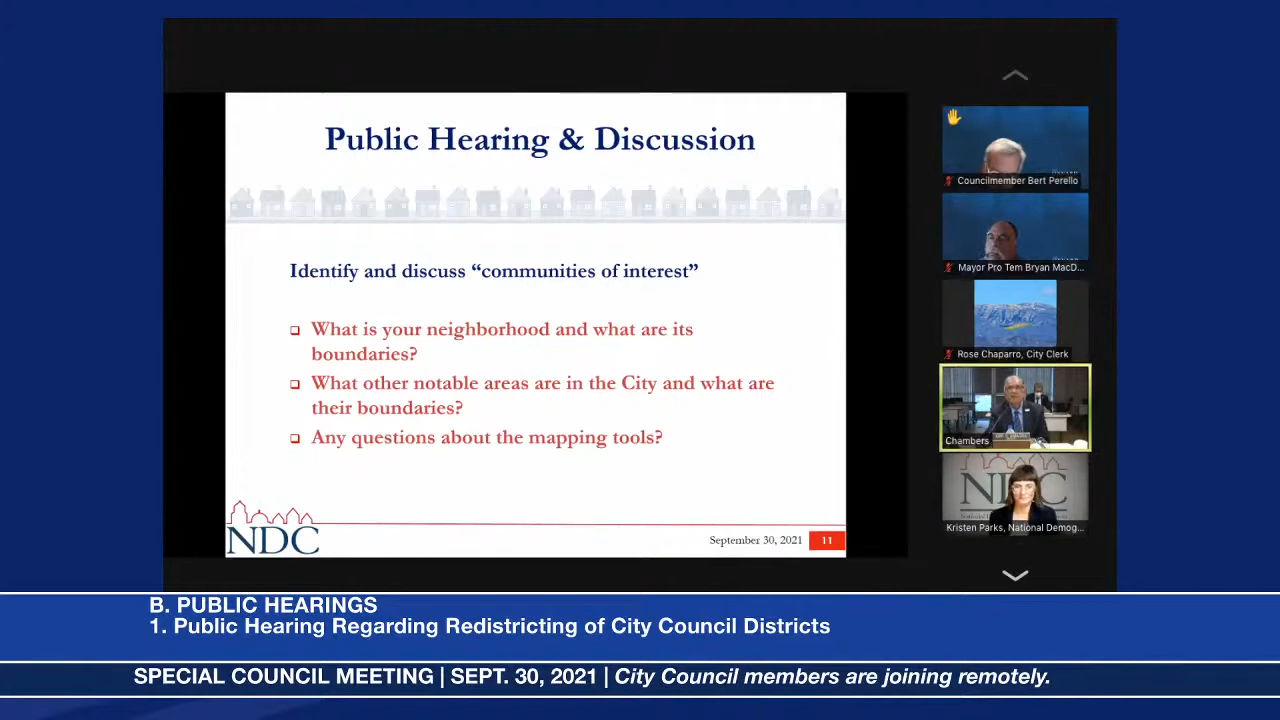 Public Hearing & Discussion
Identify and discuss “communities of interest”
What is your neighborhood and what are its
boundaries?
What other notable areas are in the City and what are
their boundaries?
Any questions about the mapping tools?
NDC
September 30, 2021
11
Councilmember Bert Perello
Mayor Pro Tem Bryan MacD...
Rose Chaparro, City Clerk
Chambers
NDC
Kristen Parks, National Demog...
B. PUBLIC HEARINGS
1. Public Hearing Regarding Redistricting of City Council Districts
SPECIAL COUNCIL MEETING | SEPT. 30, 2021 | City Council members are joining remotely.